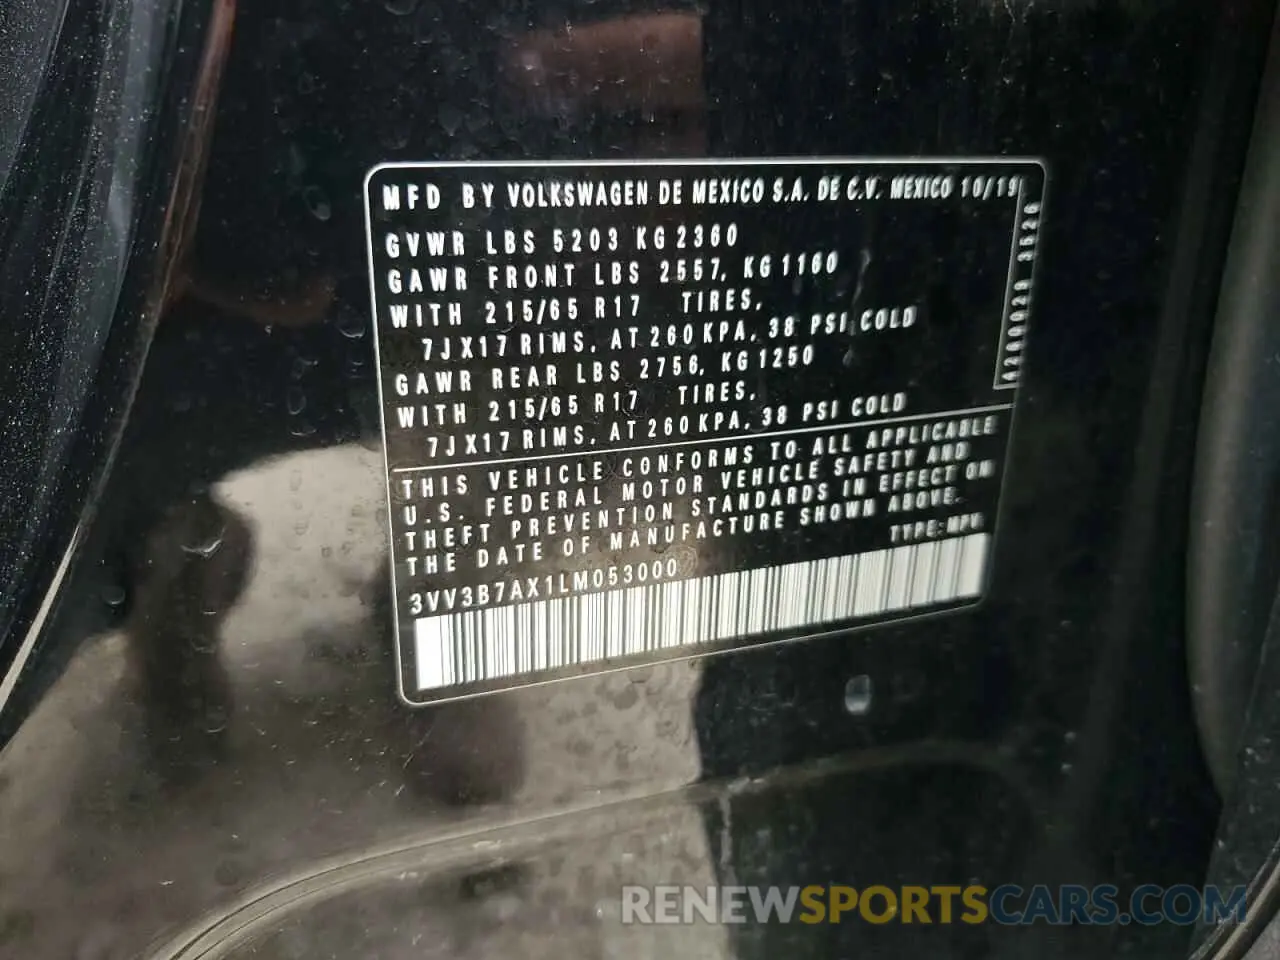 MFD BY VOLKSWAGEN DE MEXICO S.A. DE C.V. MEXICO 10/19
GVWR LBS 5203 KG 2360
GAWR FRONT LBS 2557, KG 1160
WITH 215/65 R17 TIRES,
7J X17 RIMS, AT 260 KPA, 38 PSI COLD
GAWR REAR LBS 2756, KG 1250
WITH 215/65 R17 TIRES,
7J X17 RIMS, AT 260 KPA, 38 PSI COLD
THIS VEHICLE CONFORMS TO ALL APPLICABLE
U.S. FEDERAL MOTOR VEHICLE SAFETY AND
THEFT PREVENTION STANDARDS IN EFFECT ON
THE DATE OF MANUFACTURE SHOWN ABOVE.
TYPE: MPV
3VV3B7AX1LM053000
RENEWSPORTSCARS.COM